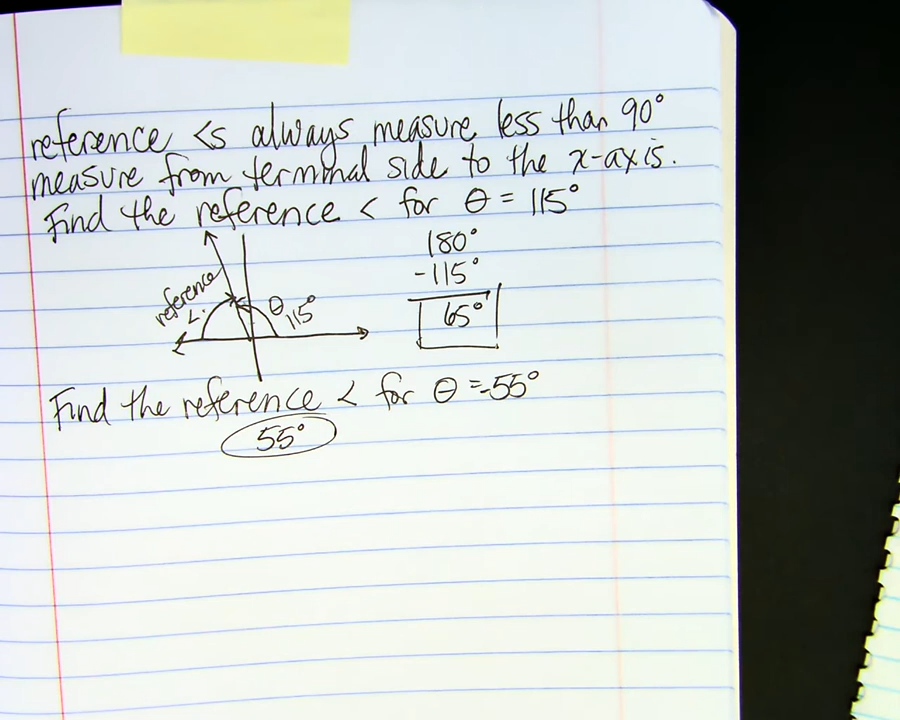 reference <s always measure less than 90°
measure from terminal side to the x-axis.
Find the reference < for θ = 115°
180°
-115°
65°
reference
<.
θ
115°
Find the reference < for θ =-55°
55°